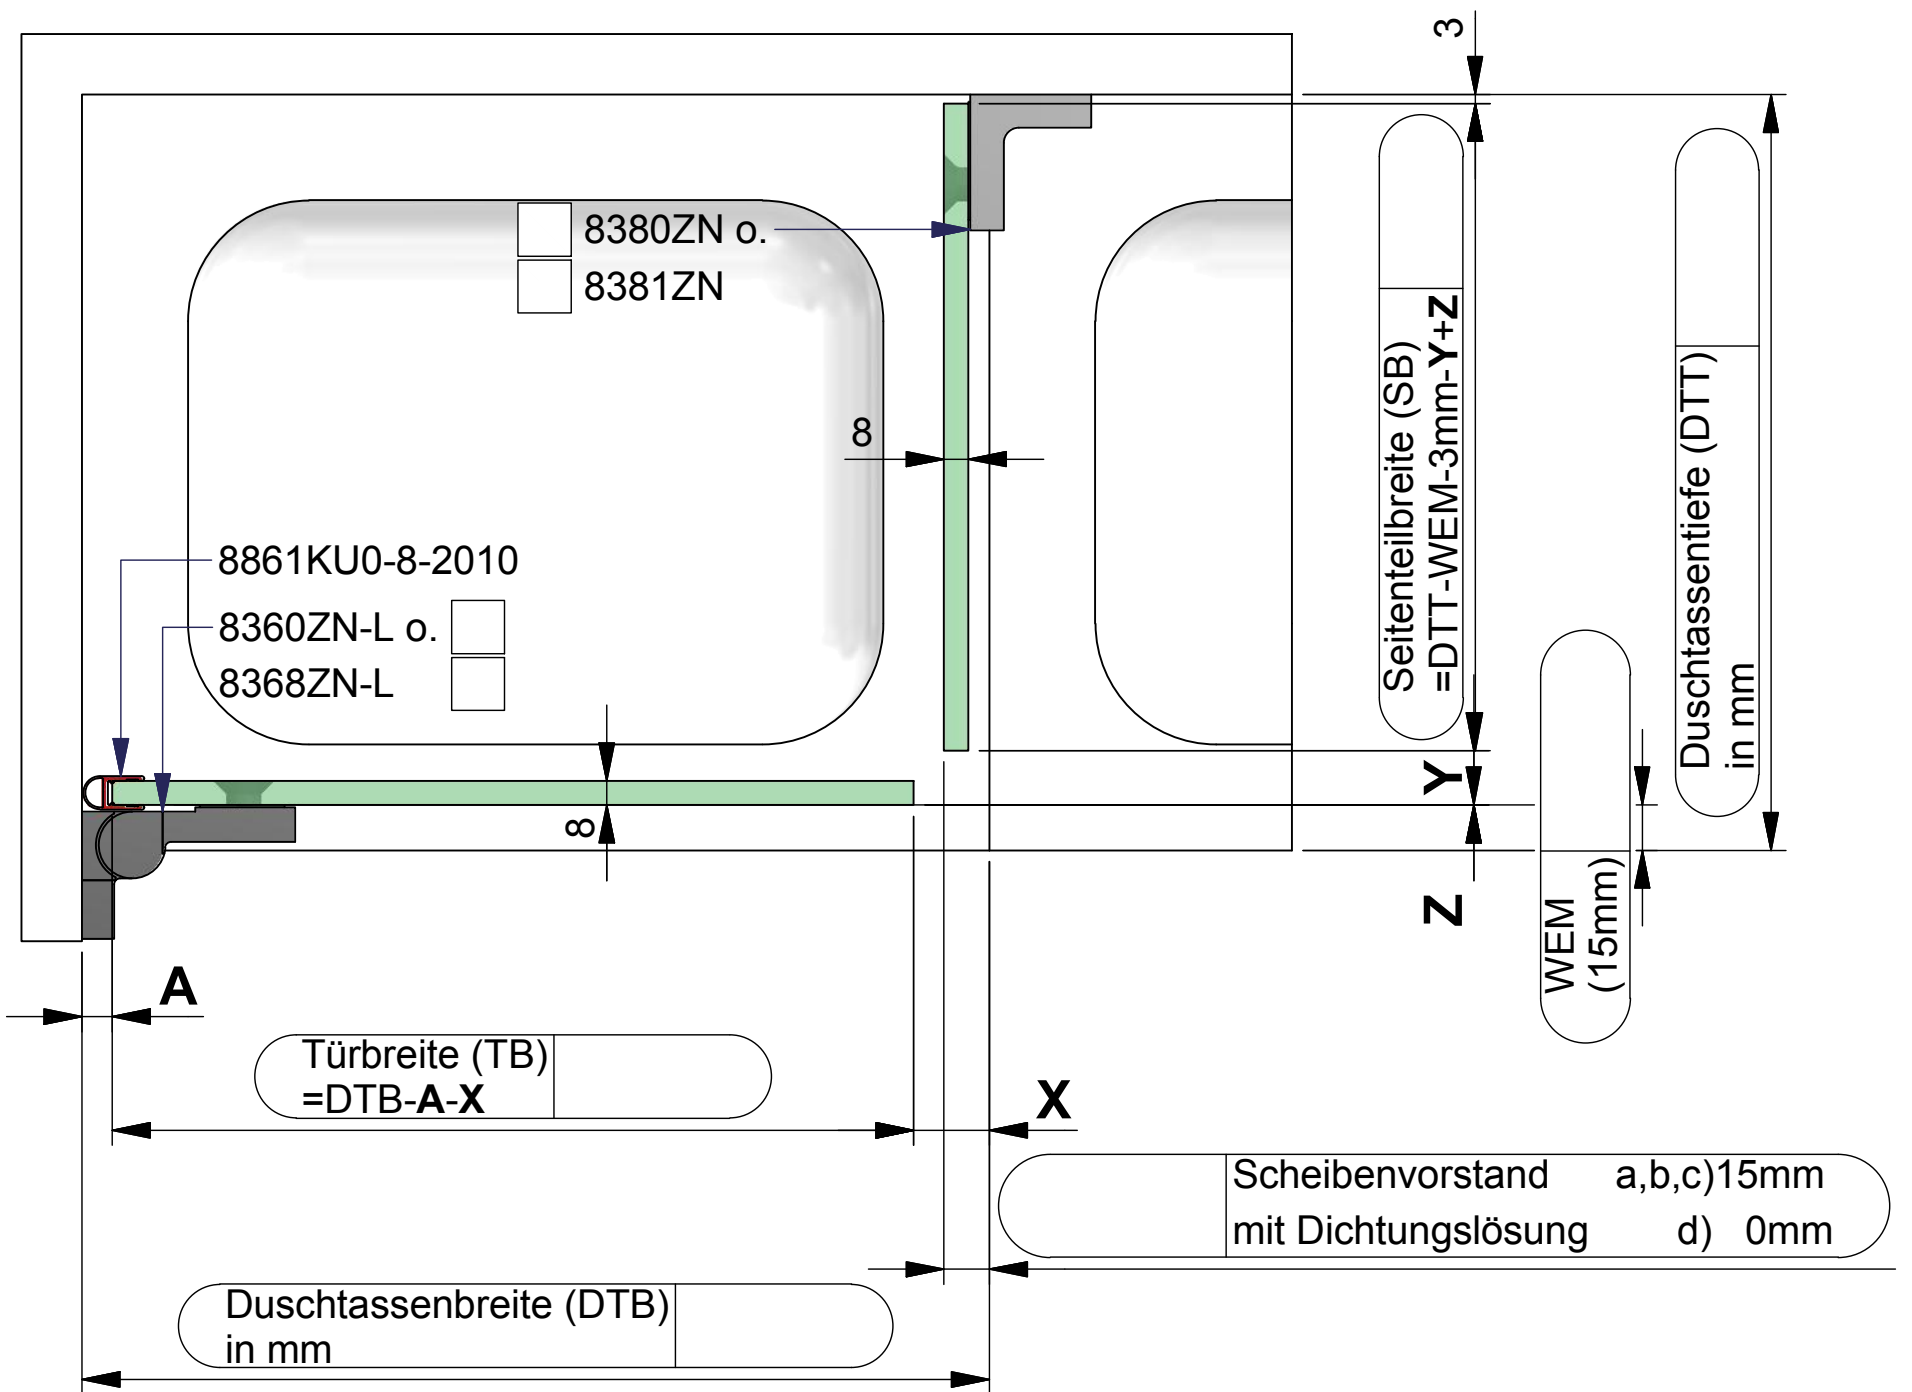 3
8380ZN o.
8381ZN
8
8861KU0-8-2010
8360ZN-L o.
8368ZN-L
8
Seitenteilbreite (SB)
=DTT-WEM-3mm-Y+Z
Duschtassentiefe (DTT)
in mm
Y
Z
WEM
(15mm)
A
Türbreite (TB)
=DTB-A-X
X
Scheibenvorstand a,b,c)15mm
mit Dichtungslösung d) 0mm
Duschtassenbreite (DTB)
in mm